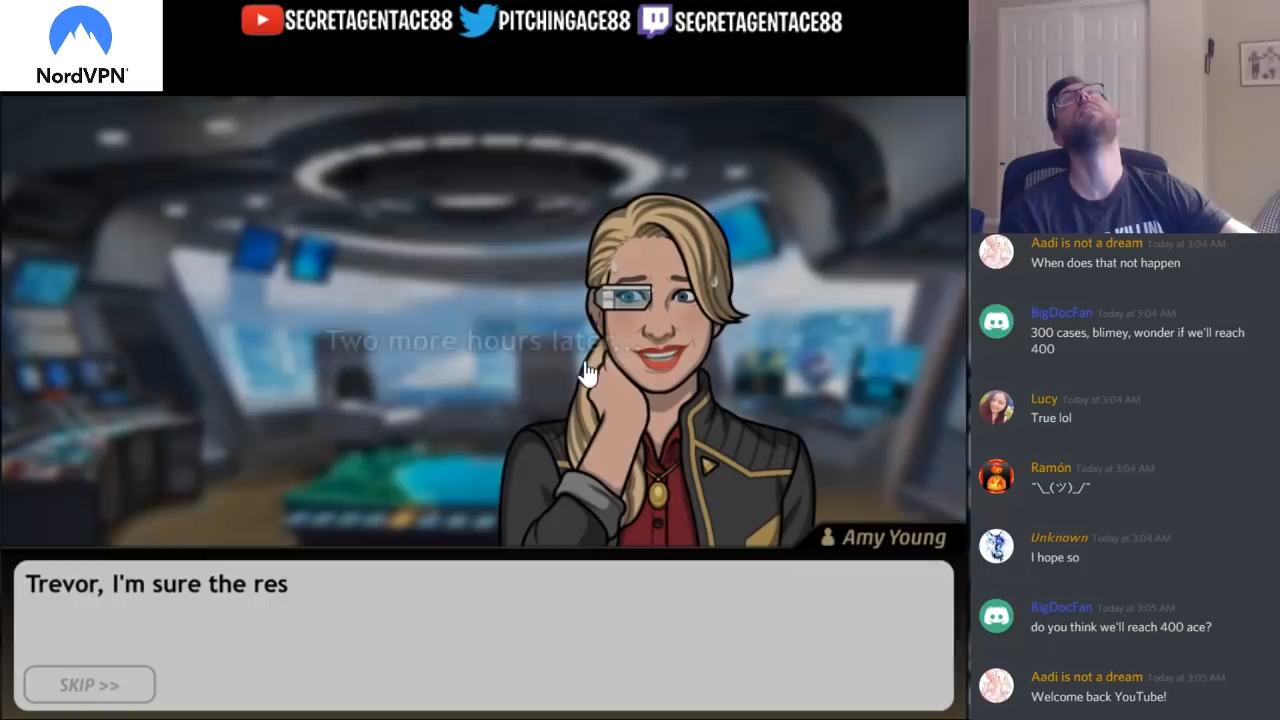 NordVPN®
SECRETAGENTACE88 PITCHINGACE88 SECRETAGENTACE88
Two more hours later...
Amy Young
Trevor, I'm sure the res
SKIP >>
Aadi is not a dream Today at 3:04 AM
When does that not happen
BigDocFan Today at 3:04 AM
300 cases, blimey, wonder if we'll reach
400
Lucy Today at 3:04 AM
True lol
Ramón Today at 3:04 AM
¯\_(ツ)_/¯
Unknown Today at 3:04 AM
I hope so
BigDocFan Today at 3:05 AM
do you think we'll reach 400 ace?
Aadi is not a dream Today at 3:05 AM
Welcome back YouTube!